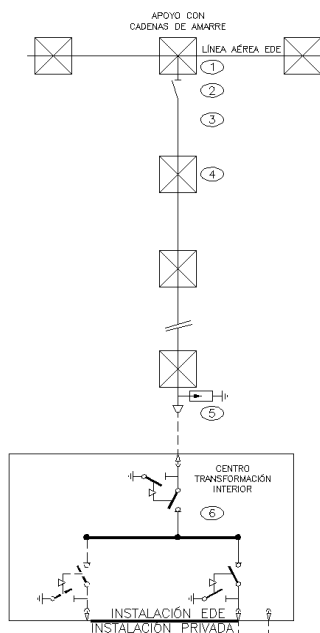 APOYO CON
CADENAS DE AMARRE
LÍNEA AÉREA EDE
1
2
3
4
5
CENTRO
TRANSFORMACIÓN
INTERIOR
6
INSTALACIÓN EDE
INSTALACIÓN PRIVADA